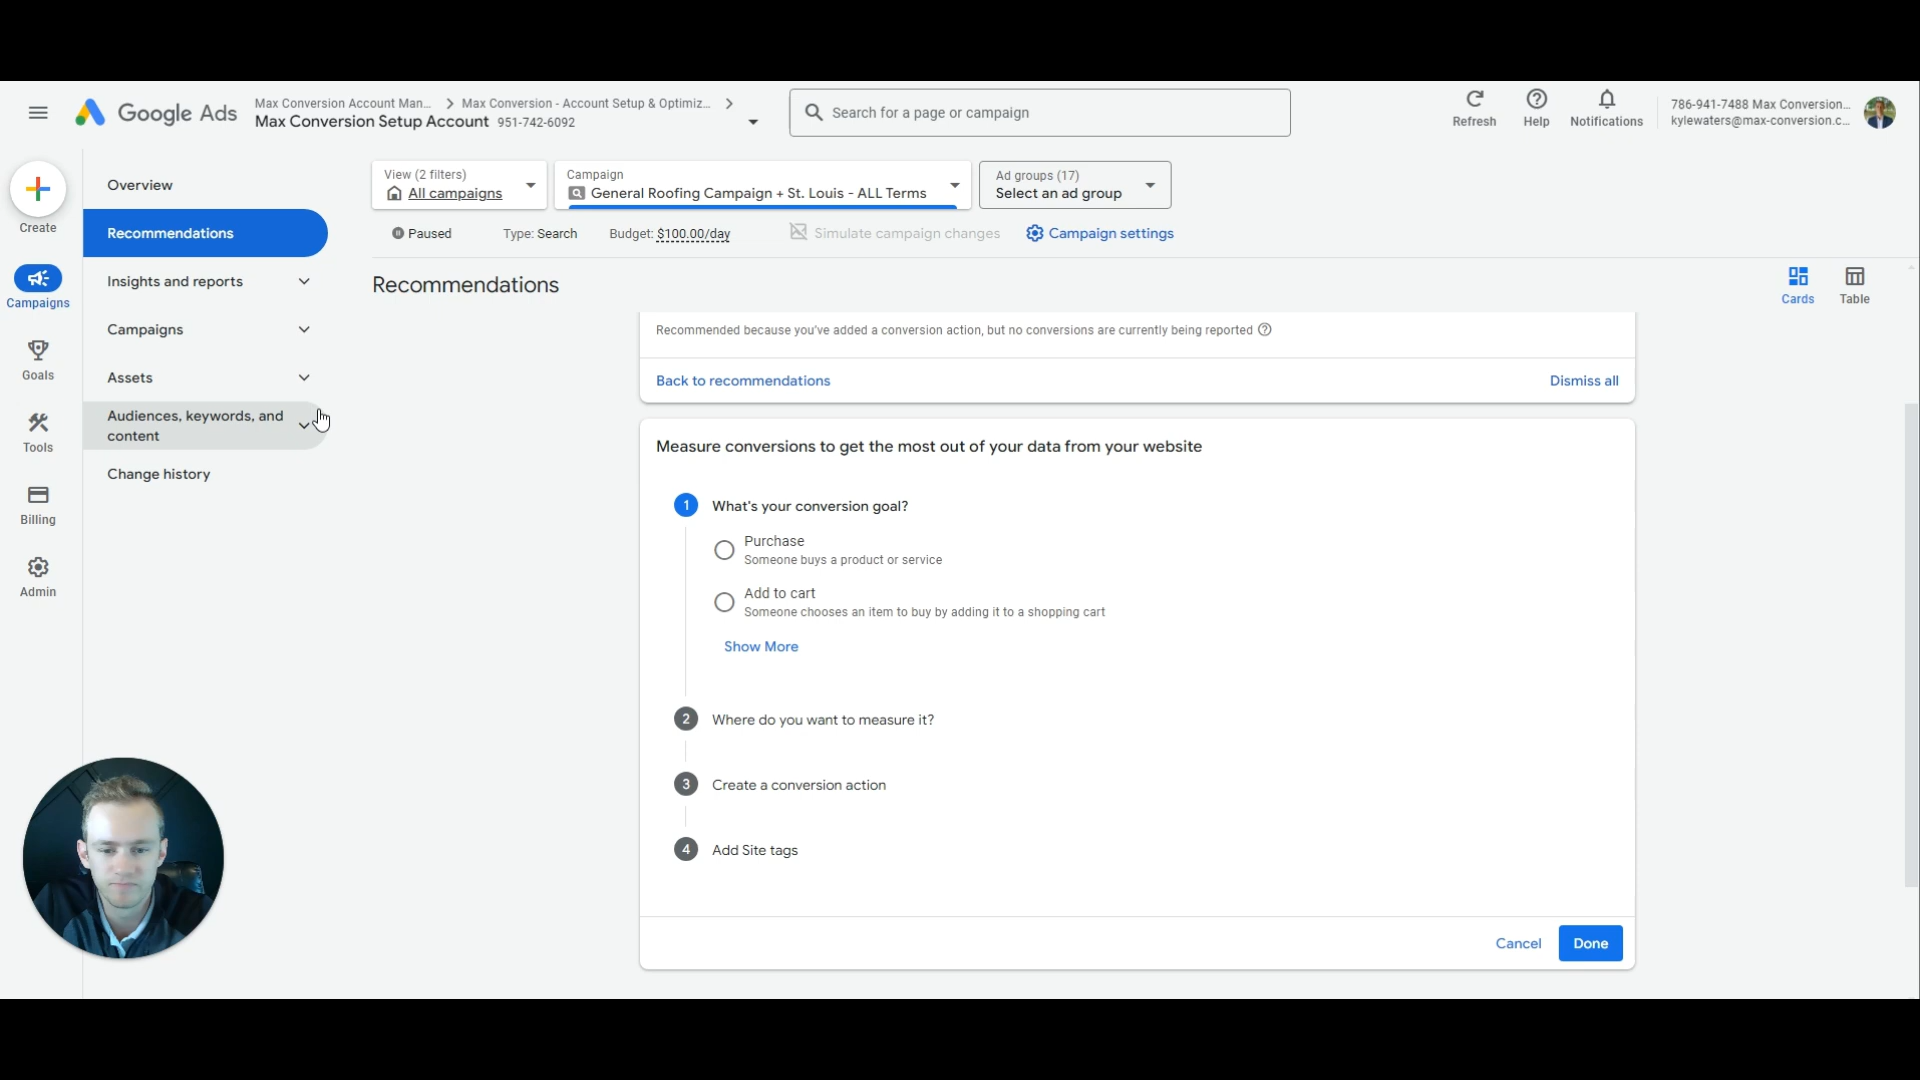 Google Ads
Max Conversion Account Man... > Max Conversion - Account Setup & Optimiz... >
Max Conversion Setup Account 951-742-6092
Search for a page or campaign
Refresh
Help
Notifications
786-941-7488 Max Conversion...
kylewaters@max-conversion.c...
Create
Campaigns
Goals
Tools
Billing
Admin
Overview
Recommendations
Insights and reports
Campaigns
Assets
Audiences, keywords, and
content
Change history
View (2 filters)
All campaigns
Campaign
General Roofing Campaign + St. Louis - ALL Terms
Ad groups (17)
Select an ad group
Paused
Type: Search
Budget: $100.00/day
Simulate campaign changes
Campaign settings
Recommendations
Cards
Table
Recommended because you've added a conversion action, but no conversions are currently being reported
Back to recommendations
Dismiss all
Measure conversions to get the most out of your data from your website
1 What's your conversion goal?
Purchase
Someone buys a product or service
Add to cart
Someone chooses an item to buy by adding it to a shopping cart
Show More
2 Where do you want to measure it?
3 Create a conversion action
4 Add Site tags
Cancel
Done